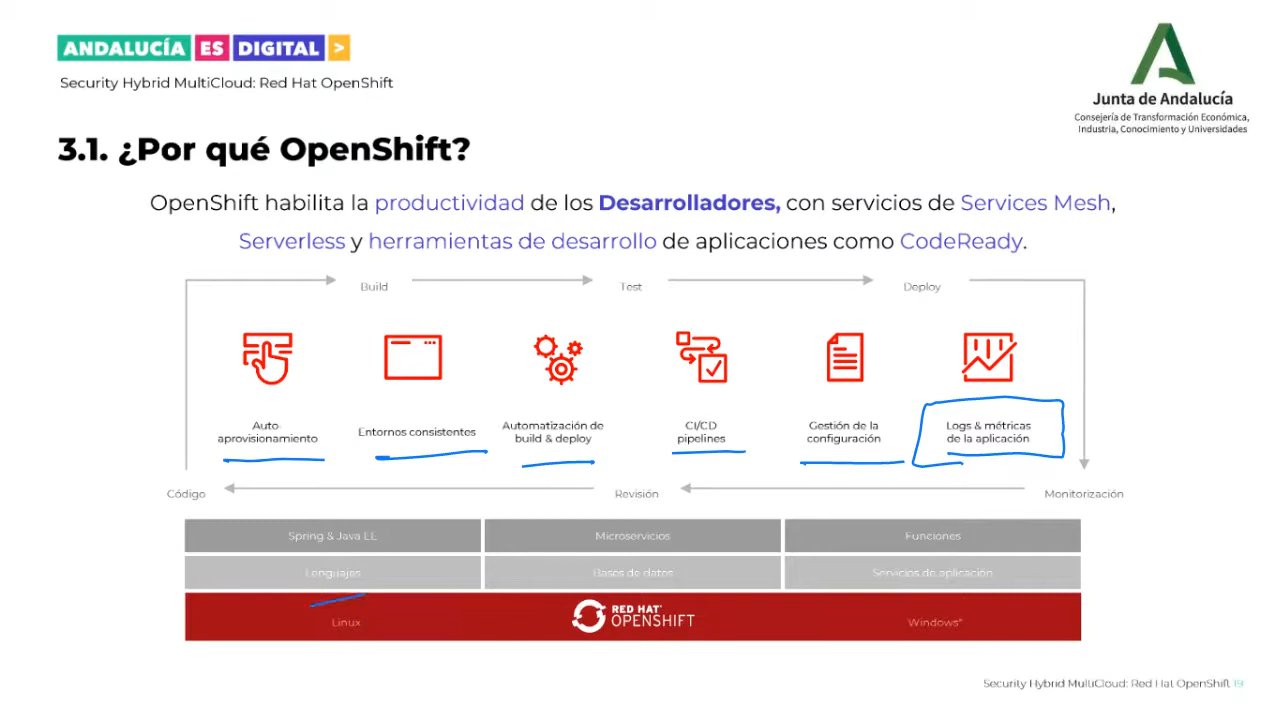 ANDALUCÍA ES DIGITAL >
Security Hybrid MultiCloud: Red Hat OpenShift
Junta de Andalucía
Consejería de Transformación Económica,
Industria, Conocimiento y Universidades
3.1. ¿Por qué OpenShift?
OpenShift habilita la productividad de los Desarrolladores, con servicios de Services Mesh,
Serverless y herramientas de desarrollo de aplicaciones como CodeReady.
Build
Test
Deploy
Auto-
aprovisionamiento
Entornos consistentes
Automatización de
build & deploy
CI/CD
pipelines
Gestión de la
configuración
Logs & métricas
de la aplicación
Código
Revisión
Monitorización
Spring & Java EE
Microservicios
Funciones
Lenguajes
Bases de datos
Servicios de aplicación
Linux
RED HAT®
OPENSHIFT
Windows*
Security Hybrid MultiCloud: Red Hat OpenShift 19